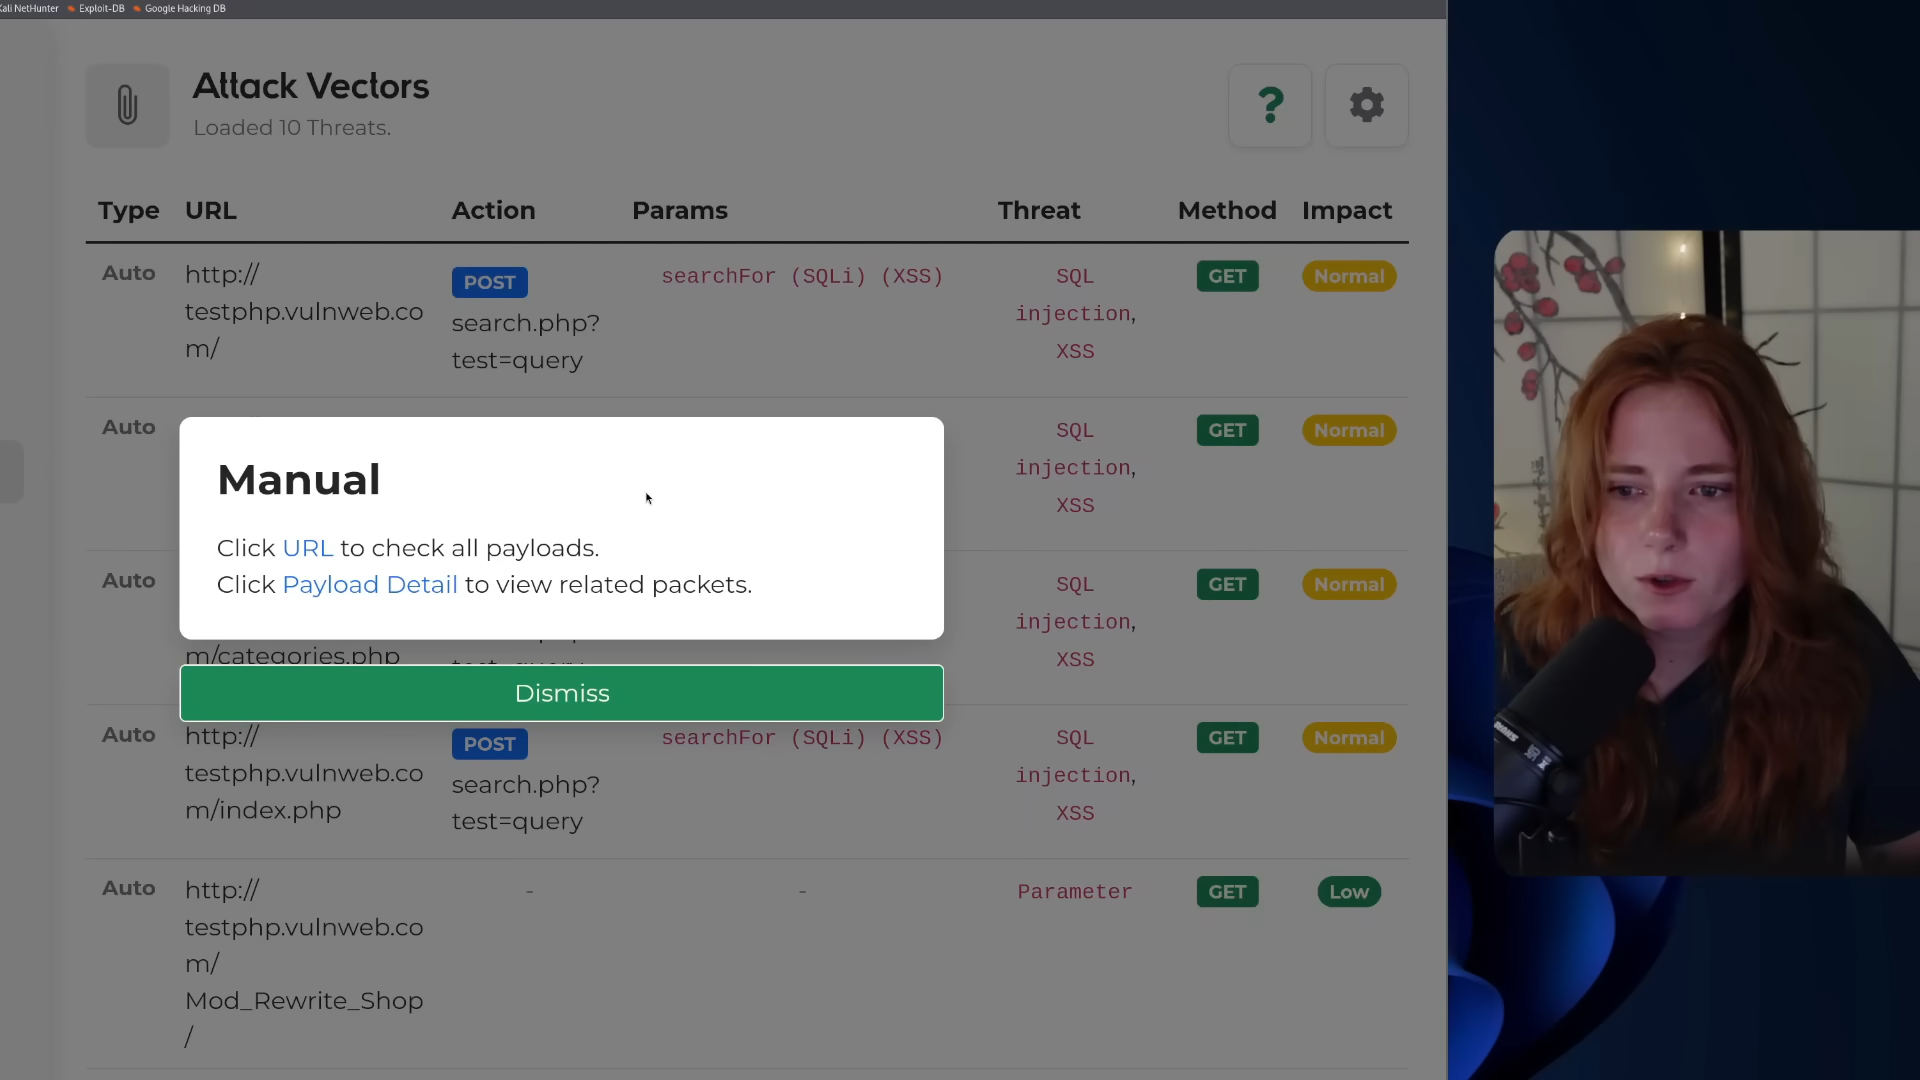 Kali NetHunter Exploit-DB Google Hacking DB
Attack Vectors
Loaded 10 Threats.
?
Type URL Action Params Threat Method Impact
Auto http:// POST searchFor (SQLi) (XSS) SQL GET Normal
testphp.vulnweb.co search.php? injection,
m/ test=query XSS
Auto SQL GET Normal
injection,
XSS
Manual
Click URL to check all payloads.
Click Payload Detail to view related packets.
Auto SQL GET Normal
injection,
m/categories.php test=query XSS
Dismiss
Auto http:// POST searchFor (SQLi) (XSS) SQL GET Normal
testphp.vulnweb.co search.php? injection,
m/index.php test=query XSS
Auto http:// - - Parameter GET Low
testphp.vulnweb.co
m/
Mod_Rewrite_Shop
/